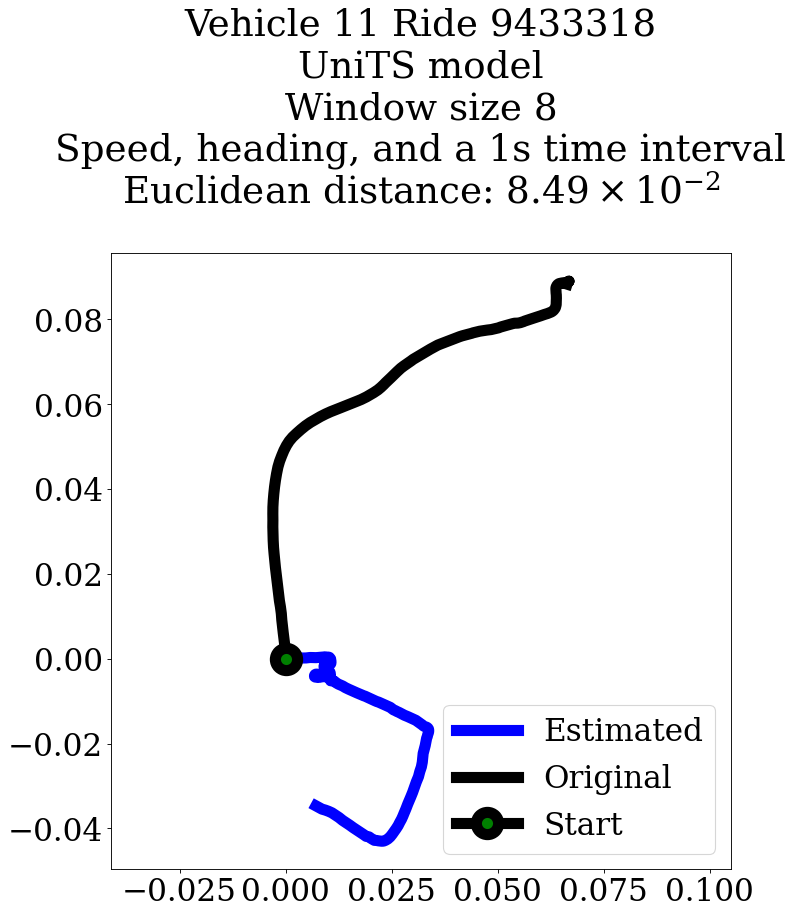 Vehicle 11 Ride 9433318
UniTS model
Window size 8
Speed, heading, and a 1s time interval
Euclidean distance: 8.49 × 10⁻²
0.08
0.06
0.04
0.02
0.00
−0.02
−0.04
Estimated
Original
Start
−0.025 0.000 0.025 0.050 0.075 0.100